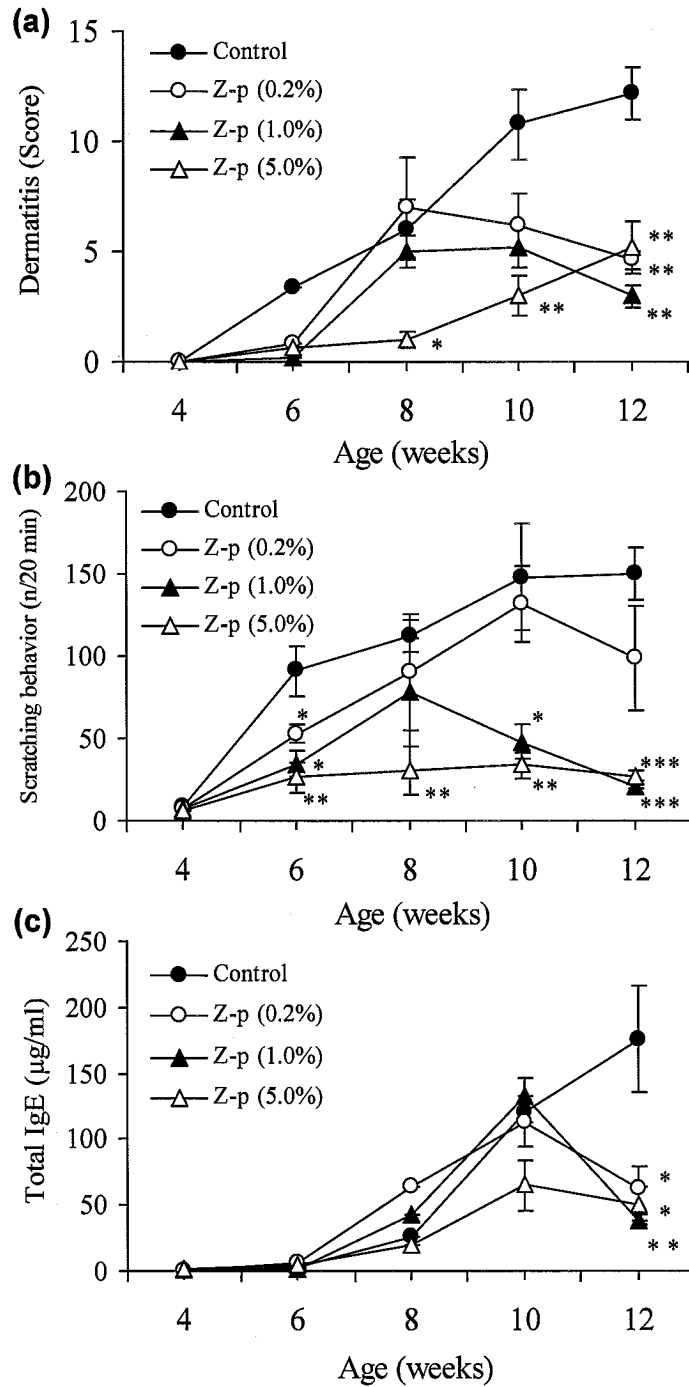 (a)
15
10
5
0
Dermatitis (Score)
Control
Z-p (0.2%)
Z-p (1.0%)
Z-p (5.0%)
*
**
**
**
**
4 6 8 10 12
Age (weeks)
(b)
200
150
100
50
0
Scratching behavior (n/20 min)
Control
Z-p (0.2%)
Z-p (1.0%)
Z-p (5.0%)
*
*
**
**
*
**
***
***
4 6 8 10 12
Age (weeks)
(c)
250
200
150
100
50
0
Total IgE (µg/ml)
Control
Z-p (0.2%)
Z-p (1.0%)
Z-p (5.0%)
*
*
* *
4 6 8 10 12
Age (weeks)